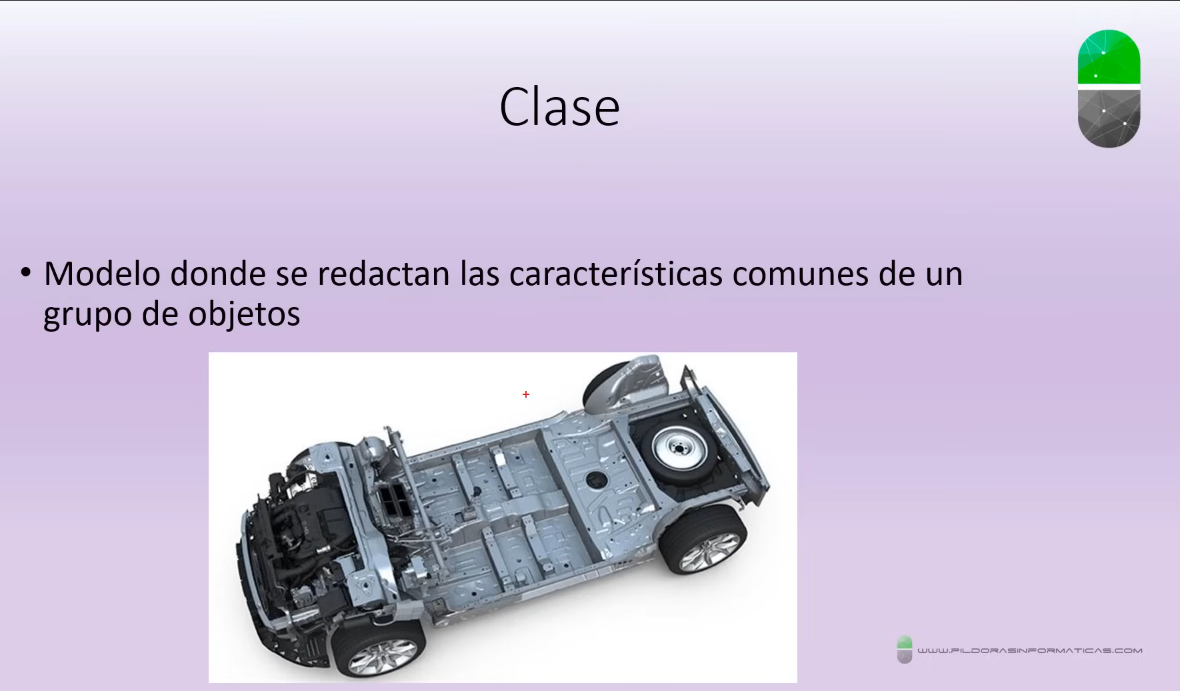 Clase
• Modelo donde se redactan las características comunes de un
grupo de objetos
WWW.PILDORASINFORMATICAS.COM